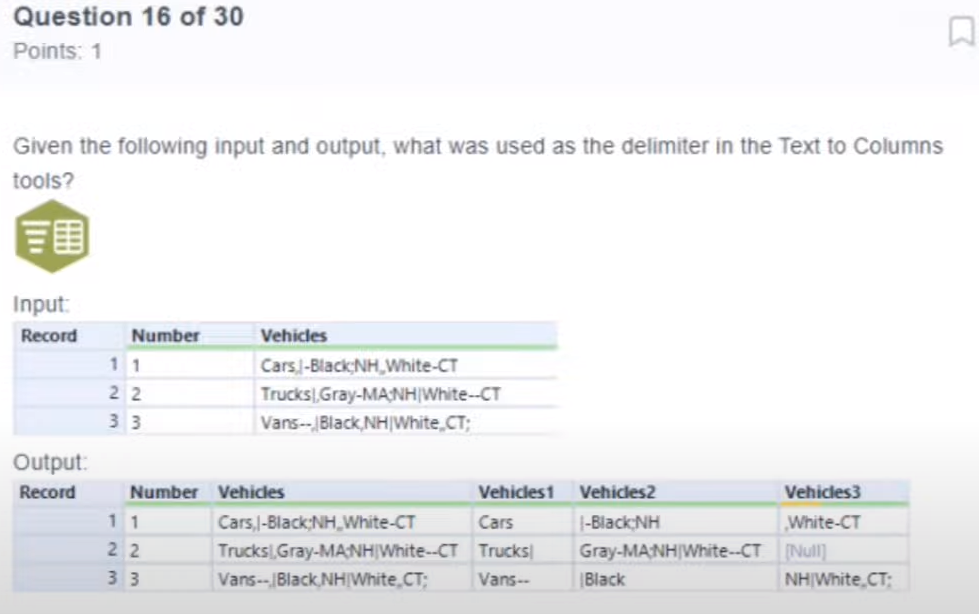 Question 16 of 30
Points: 1
Given the following input and output, what was used as the delimiter in the Text to Columns
tools?
Input:
Record Number Vehicles
1 1 Cars,|-Black;NH,,White-CT
2 2 Trucks|,Gray-MA;NH|White--CT
3 3 Vans--,|Black,NH|White,,CT;
Output:
Record Number Vehicles Vehicles1 Vehicles2 Vehicles3
1 1 Cars,|-Black;NH,,White-CT Cars |-Black;NH ,White-CT
2 2 Trucks|,Gray-MA;NH|White--CT Trucks| Gray-MA;NH|White--CT [Null]
3 3 Vans--,|Black,NH|White,,CT; Vans-- |Black NH|White,,CT;